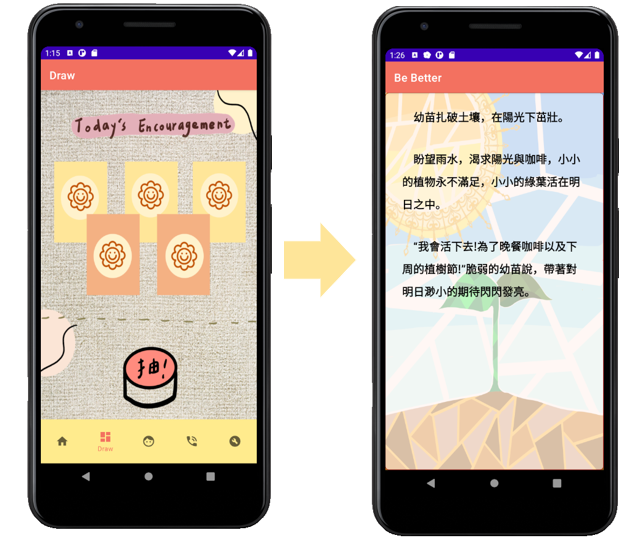 1:15
Draw
Today's Encouragement
抽!
Draw
1:26
Be Better
幼苗扎破土壤，在陽光下茁壯。
盼望雨水，渴求陽光與咖啡，小小
的植物永不滿足，小小的綠葉活在明
日之中。
"我會活下去!為了晚餐咖啡以及下
周的植樹節!"脆弱的幼苗說，帶著對
明日渺小的期待閃閃發亮。